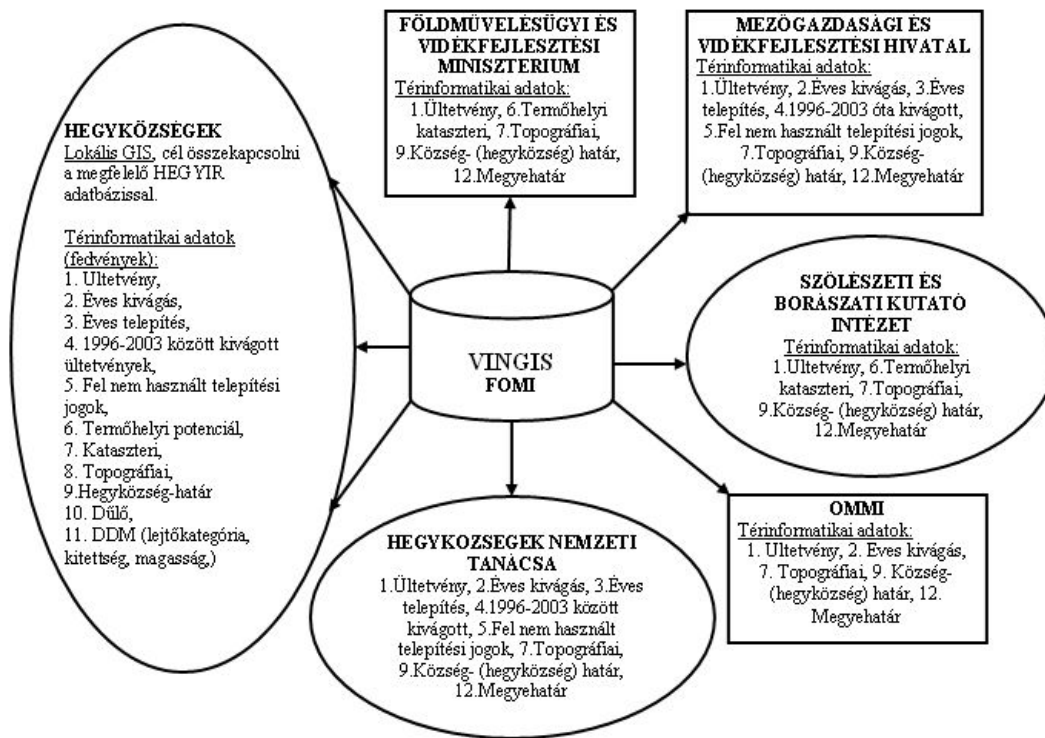 FÖLDMŰVELÉSÜGYI ÉS
VIDÉKFEJLESZTÉSI
MINISZTERIUM
Térinformatikai adatok:
1.Ültetvény, 6.Termőhelyi
kataszteri, 7.Topográfiai,
9.Község- (hegyközség) határ,
12.Megyehatár
MEZŐGAZDASÁGI ÉS
VIDÉKFEJLESZTÉSI HIVATAL
Térinformatikai adatok:
1.Ültetvény, 2.Éves kivágás, 3.Éves
telepítés, 4.1996-2003 óta kivágott,
5.Fel nem használt telepítési jogok,
7.Topográfiai, 9.Község-
(hegyközség) határ, 12.Megyehatár
HEGYKÖZSÉGEK
Lokális GIS, cél összekapcsolni
a megfelelő HEGYIR
adatbázissal.
Térinformatikai adatok
(fedvények):
1. Ultetvény,
2. Éves kivágás,
3. Éves telepítés,
4. 1996-2003 között kivágott
ültetvények,
5. Fel nem használt telepítési
jogok,
6. Termőhelyi potenciál,
7. Kataszteri,
8. Topográfiai,
9.Hegyközség-határ
10. Dűlő,
11. DDM (lejtőkategória,
kitettség, magasság,)
VINGIS
FOMI
SZŐLÉSZETI ÉS
BORÁSZATI KUTATÓ
INTÉZET
Térinformatikai adatok:
1.Ültetvény, 6.Termőhelyi
kataszteri, 7.Topográfiai,
9.Község- (hegyközség) határ,
12.Megyehatár
OMMI
Térinformatikai adatok:
1. Ultetvény, 2. Eves kivágás,
7. Topográfiai, 9. Község-
(hegyközség) határ, 12.
Megyehatár
HEGYKOZSEGEK NEMZETI
TANÁCSA
1.Ültetvény, 2.Éves kivágás, 3.Éves
telepítés, 4.1996-2003 között
kivágott, 5.Fel nem használt
telepítési jogok, 7.Topográfiai,
9.Község- (hegyközség) határ,
12.Megyehatár